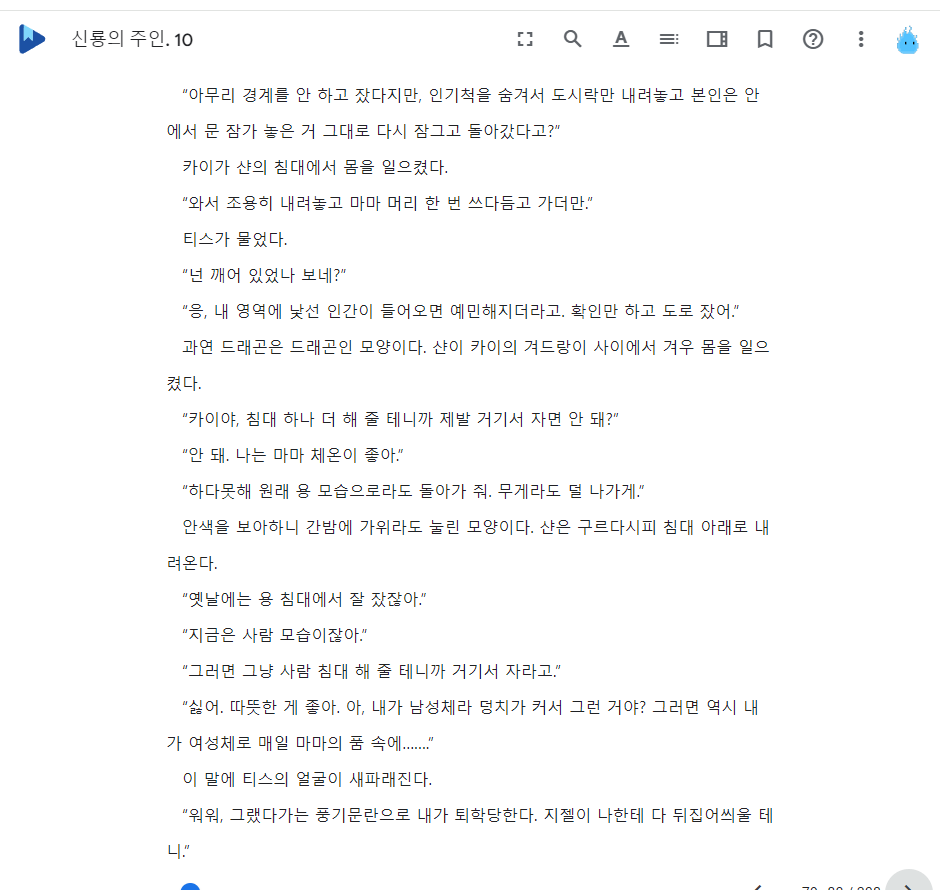 신룡의 주인. 10
“아무리 경계를 안 하고 잤다지만, 인기척을 숨겨서 도시락만 내려놓고 본인은 안
에서 문 잠가 놓은 거 그대로 다시 잠그고 돌아갔다고?”
카이가 샨의 침대에서 몸을 일으켰다.
“와서 조용히 내려놓고 마마 머리 한 번 쓰다듬고 가더만.”
티스가 물었다.
“넌 깨어 있었나 보네?”
“응, 내 영역에 낯선 인간이 들어오면 예민해지더라고. 확인만 하고 도로 잤어.”
과연 드래곤은 드래곤인 모양이다. 샨이 카이의 겨드랑이 사이에서 겨우 몸을 일으
켰다.
“카이야, 침대 하나 더 해 줄 테니까 제발 거기서 자면 안 돼?”
“안 돼. 나는 마마 체온이 좋아.”
“하다못해 원래 용 모습으로라도 돌아가 줘. 무게라도 덜 나가게.”
안색을 보아하니 간밤에 가위라도 눌린 모양이다. 샨은 구르다시피 침대 아래로 내
려온다.
“옛날에는 용 침대에서 잘 잤잖아.”
“지금은 사람 모습이잖아.”
“그러면 그냥 사람 침대 해 줄 테니까 거기서 자라고.”
“싫어. 따뜻한 게 좋아. 아, 내가 남성체라 덩치가 커서 그런 거야? 그러면 역시 내
가 여성체로 매일 마마의 품 속에…….”
이 말에 티스의 얼굴이 새파래진다.
“워워, 그랬다가는 풍기문란으로 내가 퇴학당한다. 지젤이 나한테 다 뒤집어씌울 테
니.”